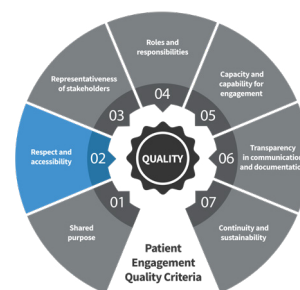 Roles and
responsibilities
Representativeness
of stakeholders
Capacity and
capability for
engagement
04
03
05
Respect and
accessibility
02
QUALITY
06
Transparency
in communication
and documentation
01
07
Shared
purpose
Continuity and
sustainability
Patient
Engagement
Quality Criteria